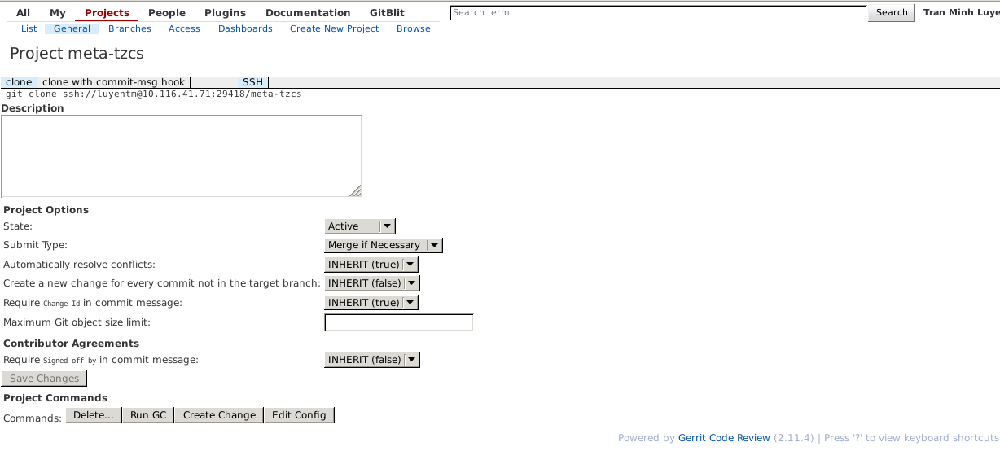 All My Projects People Plugins Documentation GitBlit Search term Search Tran Minh Luye
List General Branches Access Dashboards Create New Project Browse
Project meta-tzcs
clone clone with commit-msg hook SSH
git clone ssh://luyentm@10.116.41.71:29418/meta-tzcs
Description
Project Options
State: Active
Submit Type: Merge if Necessary
Automatically resolve conflicts: INHERIT (true)
Create a new change for every commit not in the target branch: INHERIT (false)
Require Change-Id in commit message: INHERIT (true)
Maximum Git object size limit:
Contributor Agreements
Require Signed-off-by in commit message: INHERIT (false)
Save Changes
Project Commands
Commands: Delete... Run GC Create Change Edit Config
Powered by Gerrit Code Review (2.11.4) | Press '?' to view keyboard shortcuts